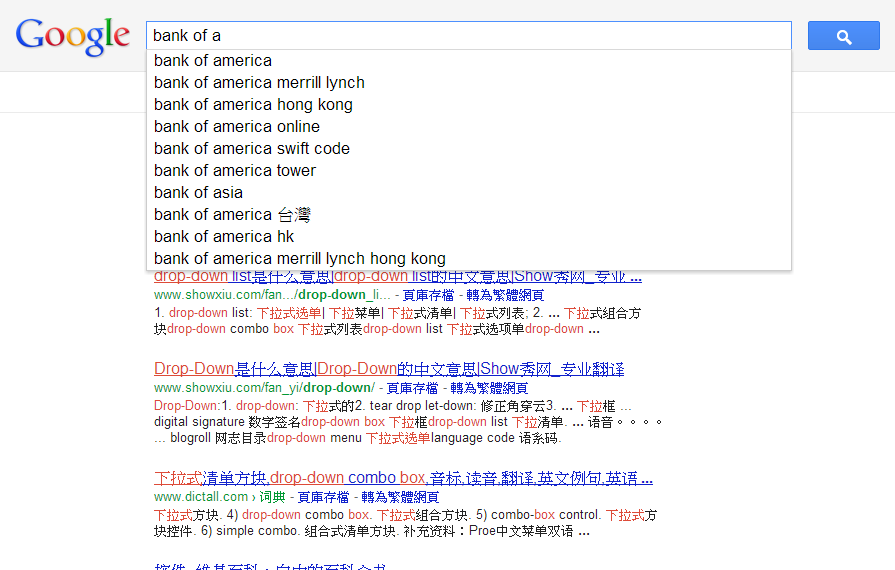 Google
bank of a
bank of america
bank of america merrill lynch
bank of america hong kong
bank of america online
bank of america swift code
bank of america tower
bank of asia
bank of america 台灣
bank of america hk
bank of america merrill lynch hong kong
drop-down list是什么意思|drop-down list的中文意思|Show秀网_专业 ...
www.showxiu.com/fan.../drop-down_li... - 頁庫存檔 - 轉為繁體網頁
1. drop-down list: 下拉式选单| 下拉菜单| 下拉式清单| 下拉式列表; 2. ... 下拉式组合方
块drop-down combo box 下拉式列表drop-down list 下拉式选项单drop-down ...
Drop-Down是什么意思|Drop-Down的中文意思|Show秀网_专业翻译
www.showxiu.com/fan_yi/drop-down/ - 頁庫存檔 - 轉為繁體網頁
Drop-Down:1. drop-down: 下拉式的2. tear drop let-down: 修正角穿云3. ... 下拉框 ...
digital signature 数字签名drop-down box 下拉框drop-down list 下拉清单. ... 语音。。。。
... blogroll 网志目录drop-down menu 下拉式选单language code 语系码.
下拉式清单方块,drop-down combo box,音标,读音,翻译,英文例句,英语 ...
www.dictall.com › 词典 - 頁庫存檔 - 轉為繁體網頁
下拉式方块. 4) drop-down combo box. 下拉式组合方块. 5) combo-box control. 下拉式方
块控件. 6) simple combo. 组合式清单方块. 补充资料：Proe中文菜单双语 ...
控件- 维基百科，自由的百科全书